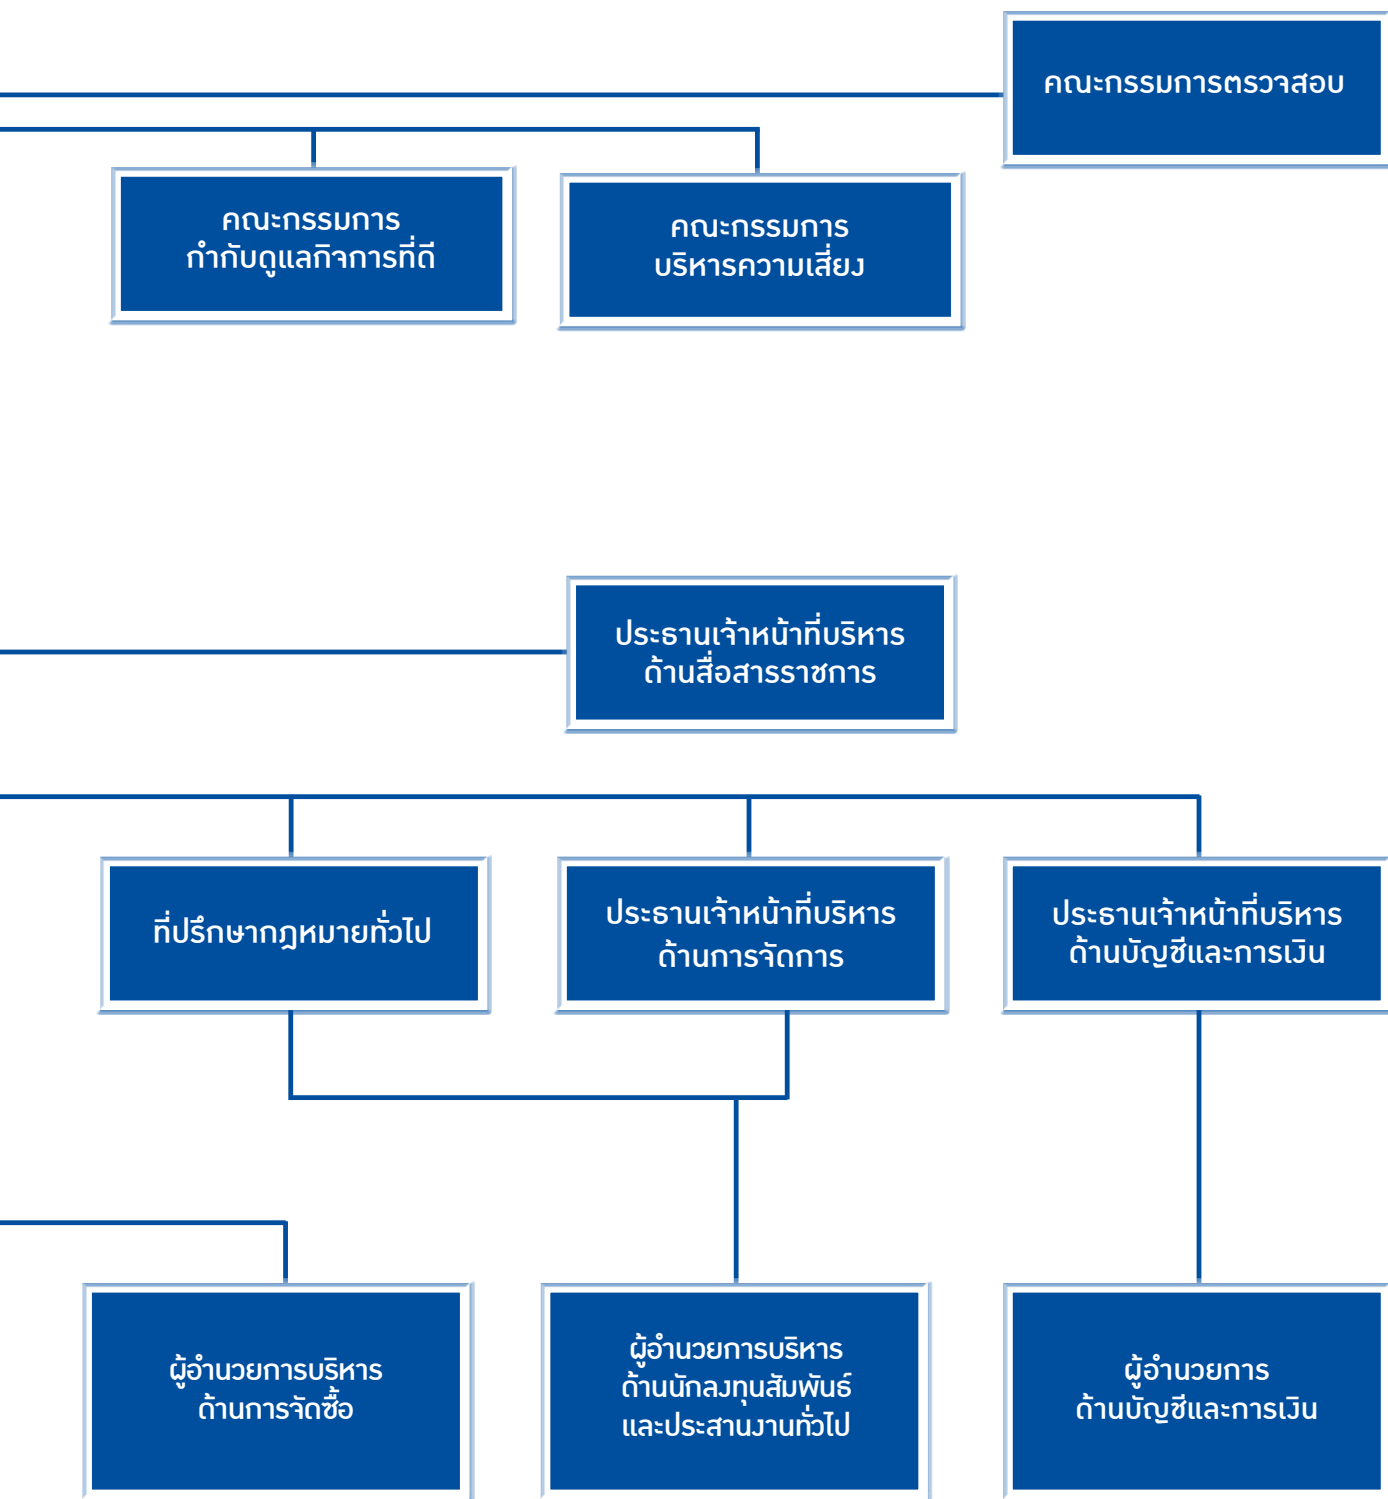 คณะกรรมการตรวจสอบ
คณะกรรมการ
กำกับดูแลกิจการที่ดี
คณะกรรมการ
บริหารความเสี่ยง
ประธานเจ้าหน้าที่บริหาร
ด้านสื่อสารราชการ
ที่ปรึกษากฎหมายทั่วไป
ประธานเจ้าหน้าที่บริหาร
ด้านการจัดการ
ประธานเจ้าหน้าที่บริหาร
ด้านบัญชีและการเงิน
ผู้อำนวยการบริหาร
ด้านการจัดซื้อ
ผู้อำนวยการบริหาร
ด้านนักลงทุนสัมพันธ์
และประสานงานทั่วไป
ผู้อำนวยการ
ด้านบัญชีและการเงิน